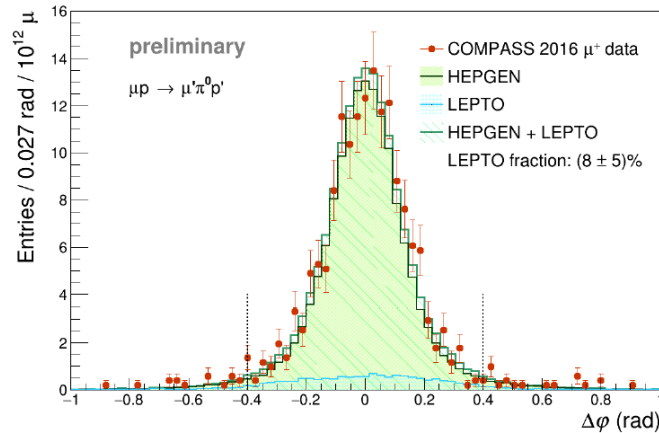 Entries / 0.027 rad / 10¹² μ
16
14
12
10
8
6
4
2
0
preliminary
μp → μ'π⁰p'
COMPASS 2016 μ⁺ data
HEPGEN
LEPTO
HEPGEN + LEPTO
LEPTO fraction: (8 ± 5)%
−1 −0.8 −0.6 −0.4 −0.2 0 0.2 0.4 0.6 0.8 1
Δφ (rad)